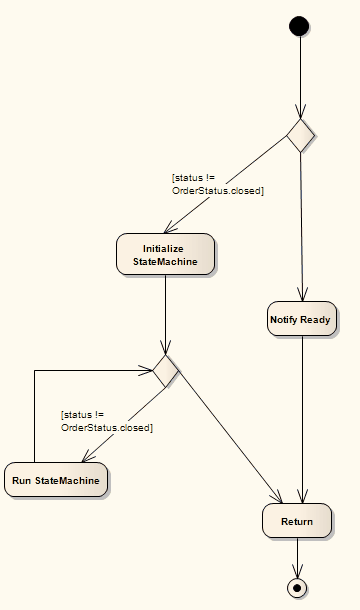 [status !=
OrderStatus.closed]
Initialize
StateMachine
Notify Ready
[status !=
OrderStatus.closed]
Run StateMachine
Return